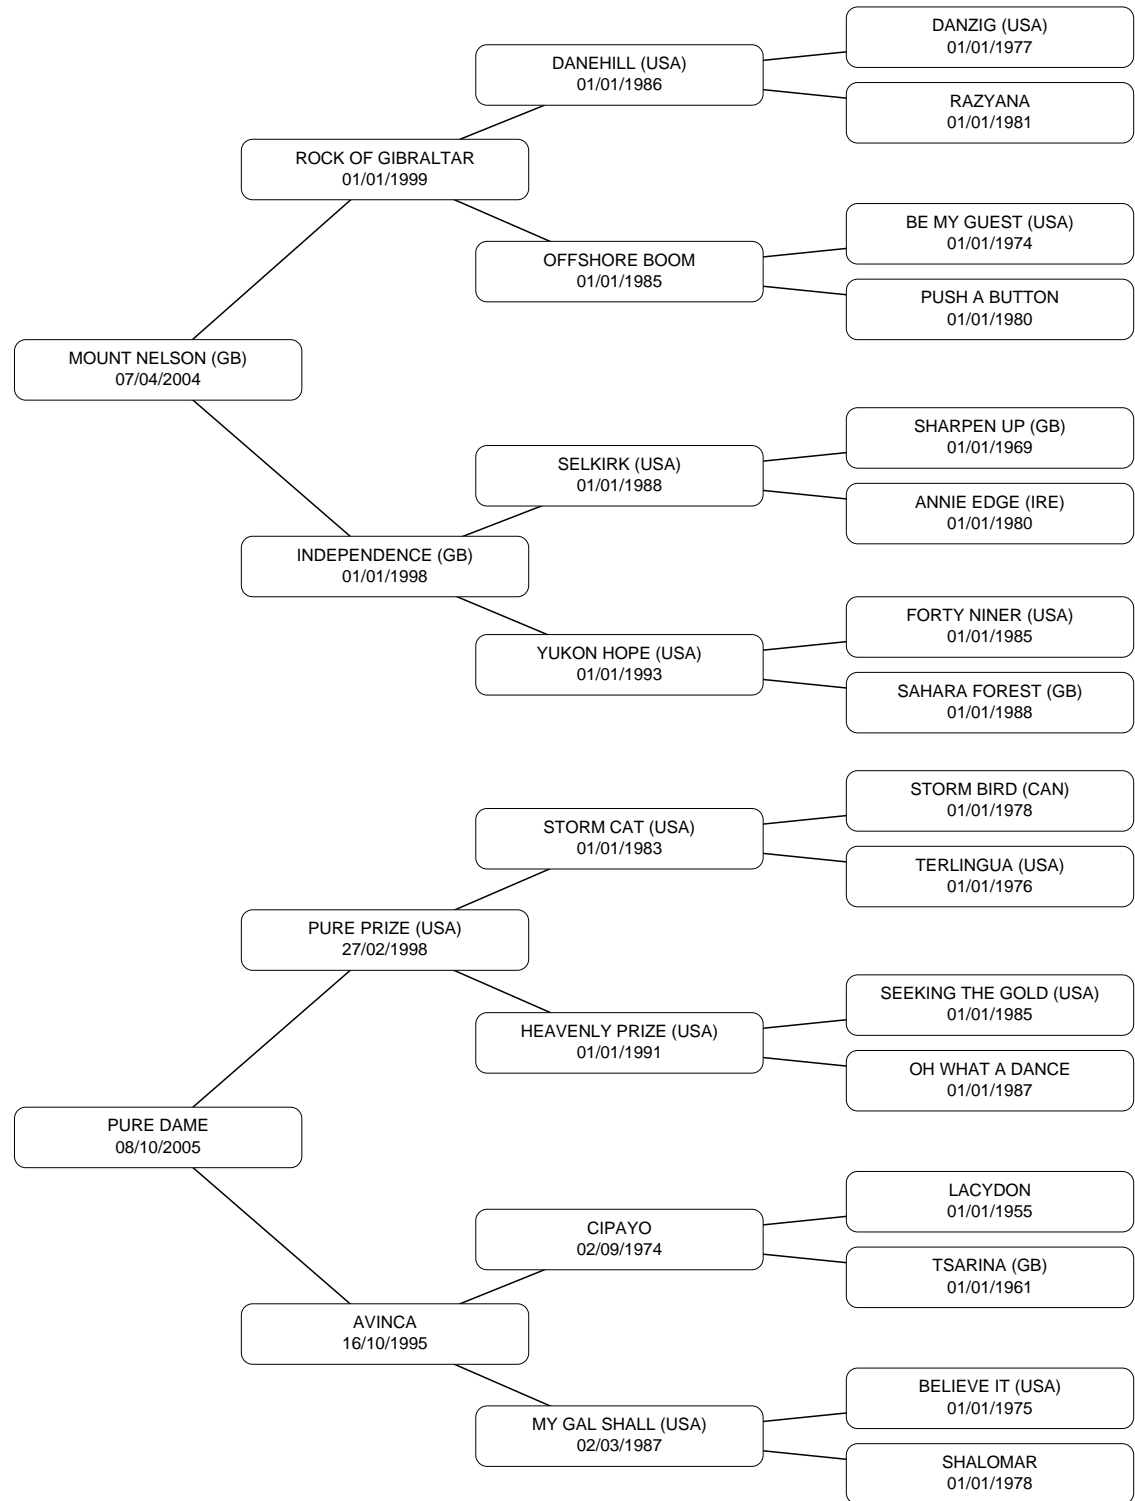 DANZIG (USA)
01/01/1977
DANEHILL (USA)
01/01/1986
RAZYANA
01/01/1981
ROCK OF GIBRALTAR
01/01/1999
BE MY GUEST (USA)
01/01/1974
OFFSHORE BOOM
01/01/1985
PUSH A BUTTON
01/01/1980
MOUNT NELSON (GB)
07/04/2004
SHARPEN UP (GB)
01/01/1969
SELKIRK (USA)
01/01/1988
ANNIE EDGE (IRE)
01/01/1980
INDEPENDENCE (GB)
01/01/1998
FORTY NINER (USA)
01/01/1985
YUKON HOPE (USA)
01/01/1993
SAHARA FOREST (GB)
01/01/1988
STORM BIRD (CAN)
01/01/1978
STORM CAT (USA)
01/01/1983
TERLINGUA (USA)
01/01/1976
PURE PRIZE (USA)
27/02/1998
SEEKING THE GOLD (USA)
01/01/1985
HEAVENLY PRIZE (USA)
01/01/1991
OH WHAT A DANCE
01/01/1987
PURE DAME
08/10/2005
LACYDON
01/01/1955
CIPAYO
02/09/1974
TSARINA (GB)
01/01/1961
AVINCA
16/10/1995
BELIEVE IT (USA)
01/01/1975
MY GAL SHALL (USA)
02/03/1987
SHALOMAR
01/01/1978